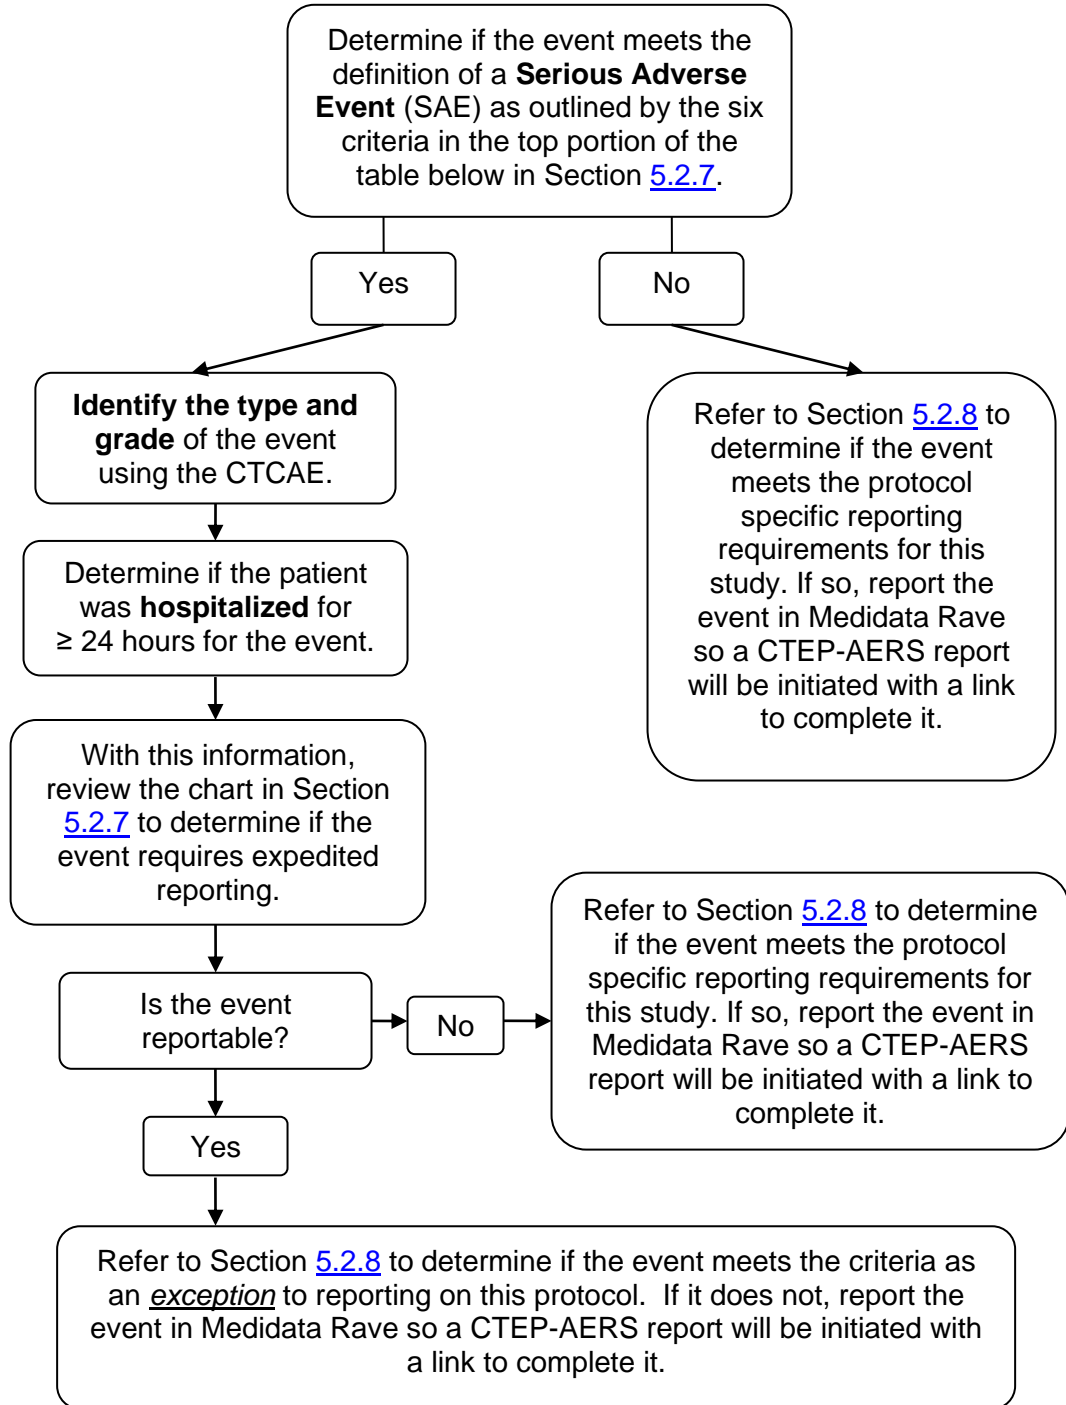 Determine if the event meets the
definition of a Serious Adverse
Event (SAE) as outlined by the six
criteria in the top portion of the
table below in Section 5.2.7.
Yes
No
Identify the type and
grade of the event
using the CTCAE.
Refer to Section 5.2.8 to
determine if the event
meets the protocol
specific reporting
requirements for this
study. If so, report the
event in Medidata Rave
so a CTEP-AERS report
will be initiated with a link
to complete it.
Determine if the patient
was hospitalized for
≥ 24 hours for the event.
With this information,
review the chart in Section
5.2.7 to determine if the
event requires expedited
reporting.
Is the event
reportable?
No
Refer to Section 5.2.8 to determine
if the event meets the protocol
specific reporting requirements for
this study. If so, report the event in
Medidata Rave so a CTEP-AERS
report will be initiated with a link to
complete it.
Yes
Refer to Section 5.2.8 to determine if the event meets the criteria as
an exception to reporting on this protocol.  If it does not, report the
event in Medidata Rave so a CTEP-AERS report will be initiated with
a link to complete it.